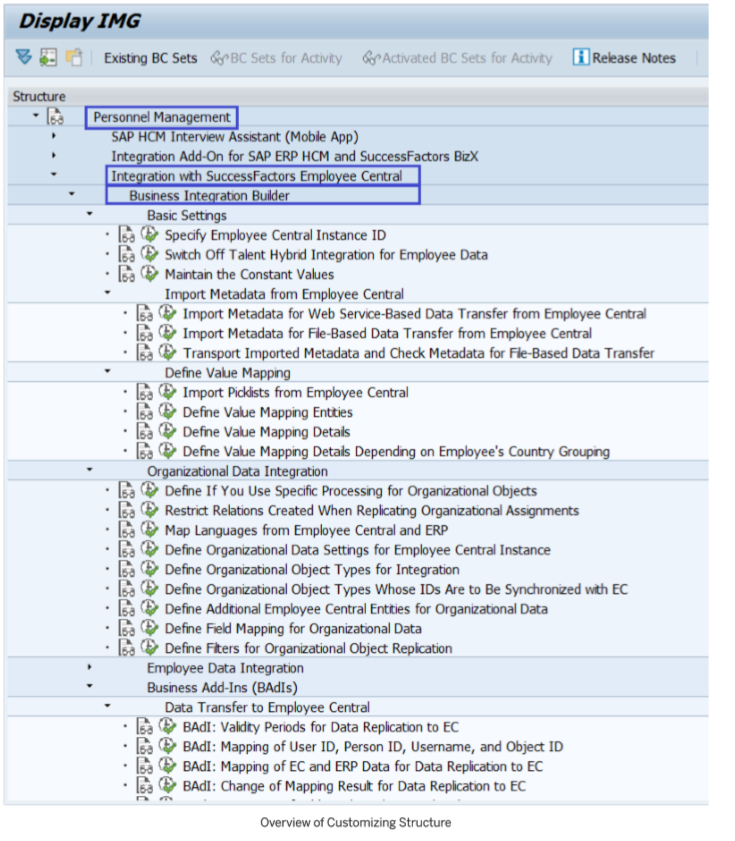 Display IMG
Existing BC Sets BC Sets for Activity Activated BC Sets for Activity Release Notes
Structure
Personnel Management
SAP HCM Interview Assistant (Mobile App)
Integration Add-On for SAP ERP HCM and SuccessFactors BizX
Integration with SuccessFactors Employee Central
Business Integration Builder
Basic Settings
Specify Employee Central Instance ID
Switch Off Talent Hybrid Integration for Employee Data
Maintain the Constant Values
Import Metadata from Employee Central
Import Metadata for Web Service-Based Data Transfer from Employee Central
Import Metadata for File-Based Data Transfer from Employee Central
Transport Imported Metadata and Check Metadata for File-Based Data Transfer
Define Value Mapping
Import Picklists from Employee Central
Define Value Mapping Entities
Define Value Mapping Details
Define Value Mapping Details Depending on Employee's Country Grouping
Organizational Data Integration
Define If You Use Specific Processing for Organizational Objects
Restrict Relations Created When Replicating Organizational Assignments
Map Languages from Employee Central and ERP
Define Organizational Data Settings for Employee Central Instance
Define Organizational Object Types for Integration
Define Organizational Object Types Whose IDs Are to Be Synchronized with EC
Define Additional Employee Central Entities for Organizational Data
Define Field Mapping for Organizational Data
Define Filters for Organizational Object Replication
Employee Data Integration
Business Add-Ins (BAdIs)
Data Transfer to Employee Central
BAdI: Validity Periods for Data Replication to EC
BAdI: Mapping of User ID, Person ID, Username, and Object ID
BAdI: Mapping of EC and ERP Data for Data Replication to EC
BAdI: Change of Mapping Result for Data Replication to EC
Overview of Customizing Structure